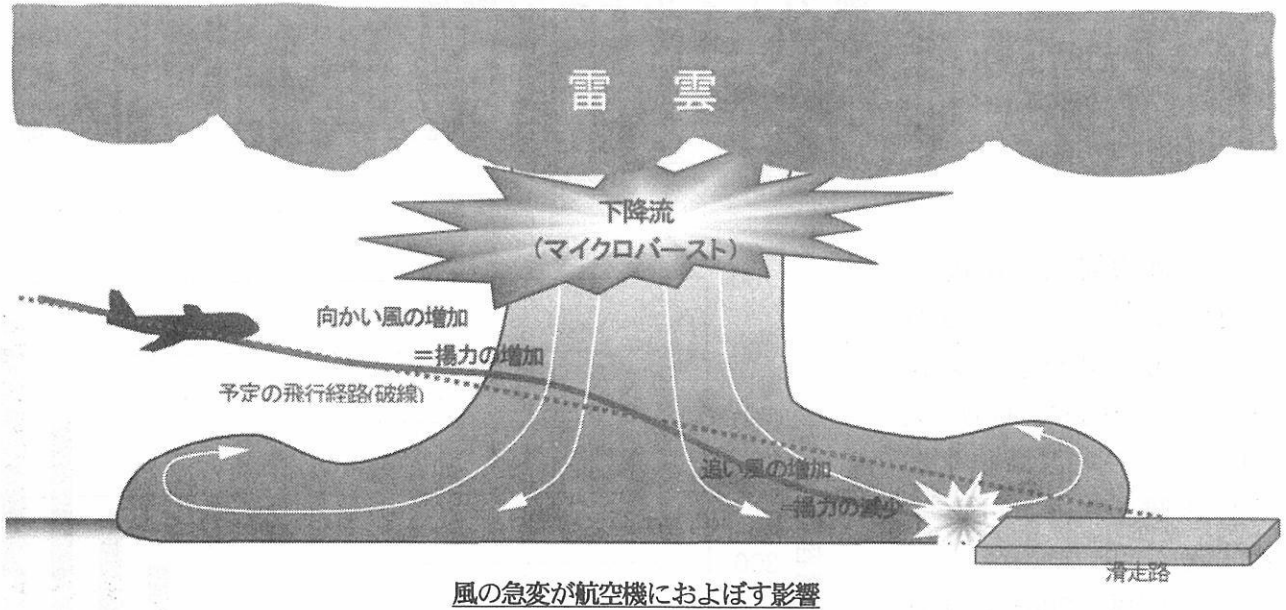 雷 雲
下降流
(マイクロバースト)
向かい風の増加
＝揚力の増加
予定の飛行経路(破線)
追い風の増加
＝揚力の減少
滑走路
風の急変が航空機におよぼす影響